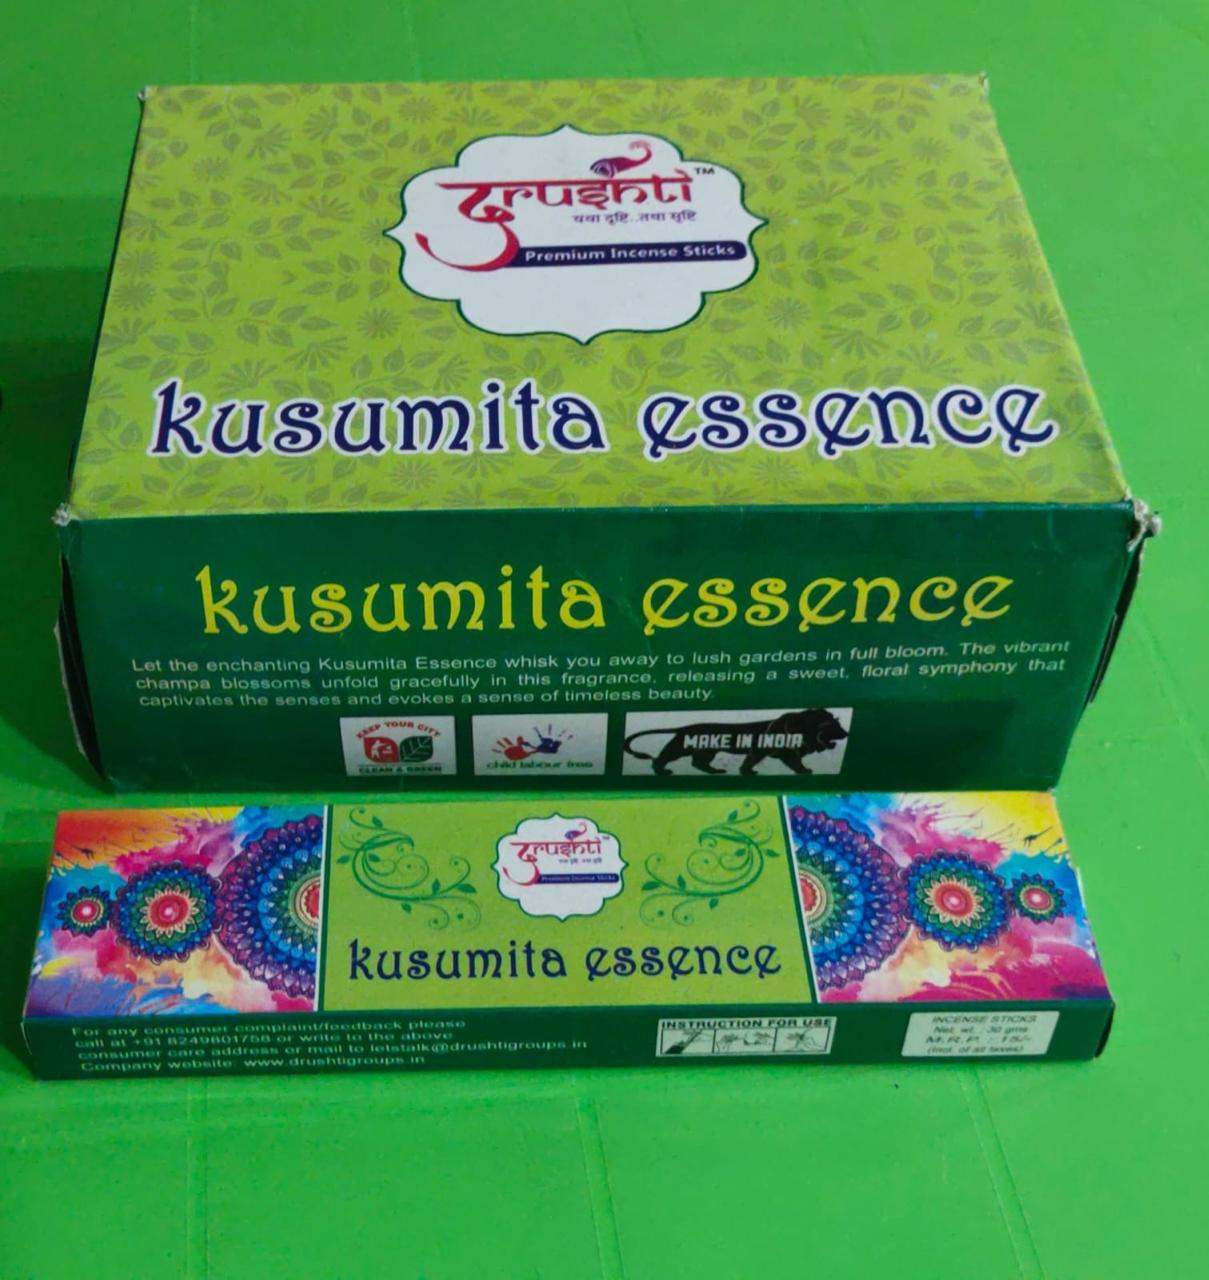 Drushti™
यथा दृष्टि..तथा सृष्टि
Premium Incense Sticks
kusumita essence
kusumita essence
Let the enchanting Kusumita Essence whisk you away to lush gardens in full bloom. The vibrant
champa blossoms unfold gracefully in this fragrance, releasing a sweet, floral symphony that
captivates the senses and evokes a sense of timeless beauty.
KEEP YOUR CITY
CLEAN & GREEN
child labour free
MAKE IN INDIA
Drushti™
यथा दृष्टि..तथा सृष्टि
Premium Incense Sticks
kusumita essence
For any consumer complaint/feedback please
call at +91 8249801758 or write to the above
consumer care address or mail to letstalk@drushtigroups.in
Company website: www.drushtigroups.in
INSTRUCTION FOR USE
INCENSE STICKS
Net. wt. : 30 gms
M. R. P. : 15/-
(Incl. of all taxes)